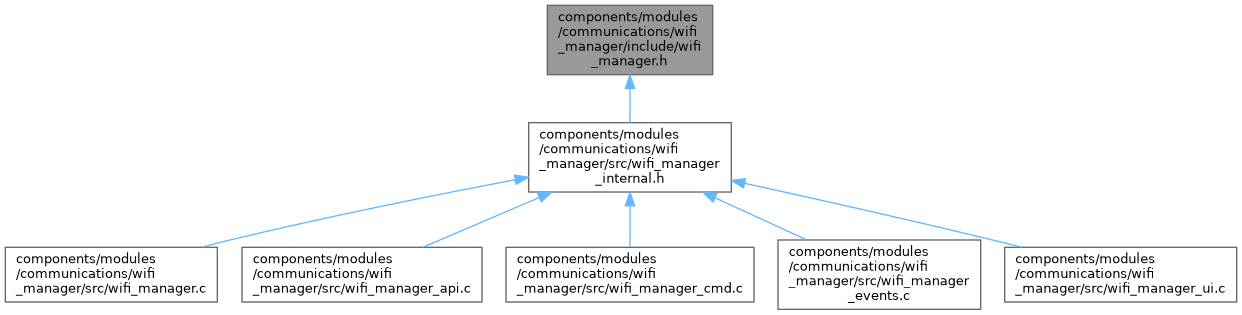 components/modules
/communications/wifi
_manager/include/wifi
_manager.h
components/modules
/communications/wifi
_manager/src/wifi_manager
_internal.h
components/modules
/communications/wifi
_manager/src/wifi_manager.c
components/modules
/communications/wifi
_manager/src/wifi_manager_api.c
components/modules
/communications/wifi
_manager/src/wifi_manager_cmd.c
components/modules
/communications/wifi
_manager/src/wifi_manager
_events.c
components/modules
/communications/wifi
_manager/src/wifi_manager_ui.c